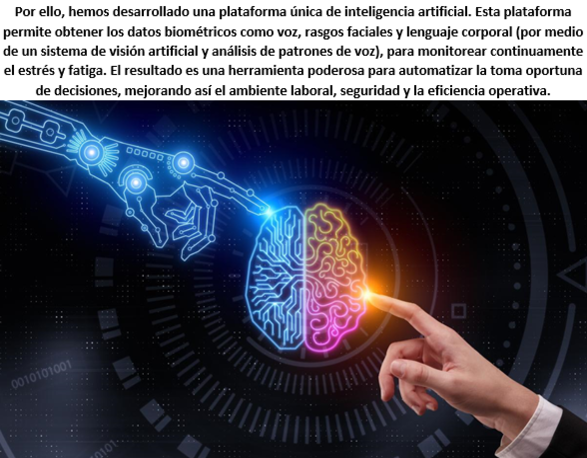 Por ello, hemos desarrollado una plataforma única de inteligencia artificial. Esta plataforma
permite obtener los datos biométricos como voz, rasgos faciales y lenguaje corporal (por medio
de un sistema de visión artificial y análisis de patrones de voz), para monitorear continuamente
el estrés y fatiga. El resultado es una herramienta poderosa para automatizar la toma oportuna
de decisiones, mejorando así el ambiente laboral, seguridad y la eficiencia operativa.
0010101001
0101